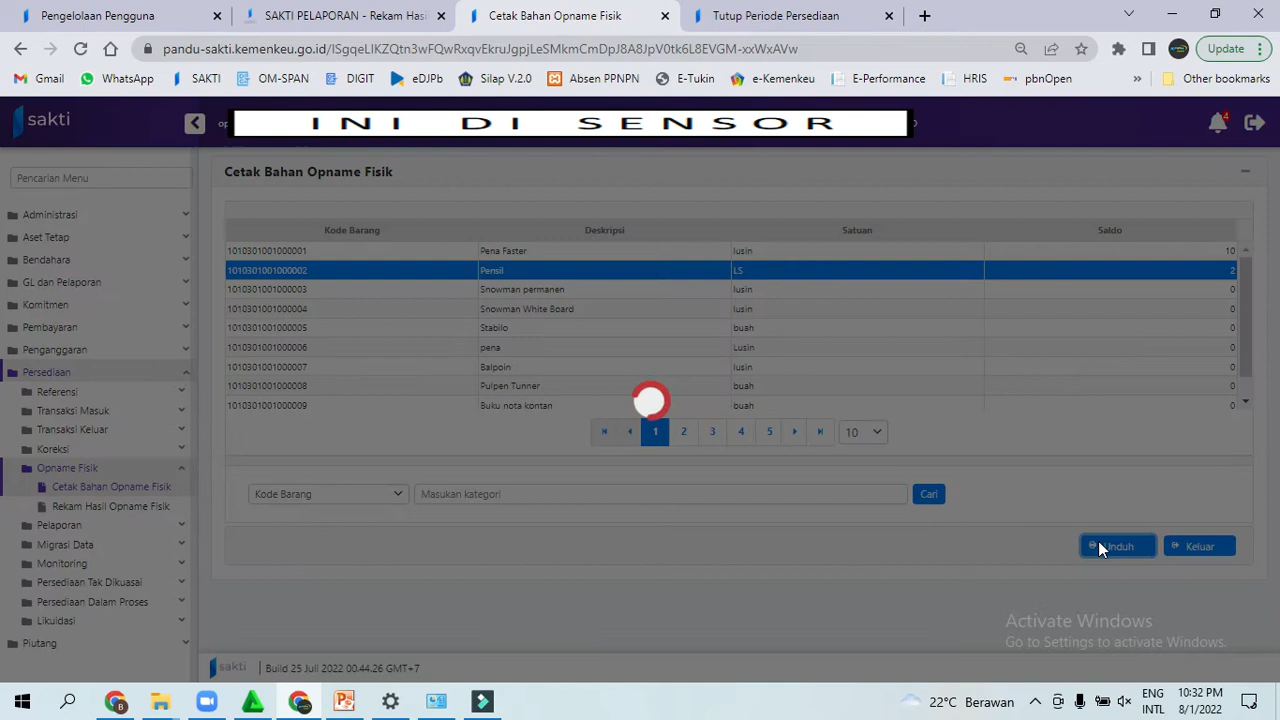 Pengelolaan Pengguna
SAKTI PELAPORAN - Rekam Hasi
Cetak Bahan Opname Fisik
Tutup Periode Persediaan
pandu-sakti.kemenkeu.go.id/
Update
Gmail
WhatsApp
SAKTI
OM-SPAN
DIGIT
eDJPb
Silap V.2.0
Absen PPNPN
E-Tukin
e-Kemenkeu
E-Performance
HRIS
pbnOpen
Other bookmarks
sakti
INI DI SENSOR
4
Pencarian Menu
Administrasi
Aset Tetap
Bendahara
GL dan Pelaporan
Komitmen
Pembayaran
Penganggaran
Persediaan
Referensi
Transaksi Masuk
Transaksi Keluar
Koreksi
Opname Fisik
Cetak Bahan Opname Fisik
Rekam Hasil Opname Fisik
Pelaporan
Migrasi Data
Monitoring
Persediaan Tak Dikuasai
Persediaan Dalam Proses
Likuidasi
Piutang
Cetak Bahan Opname Fisik
Kode Barang Deskripsi Satuan Saldo
1010301001000001 Pena Faster lusin 10
1010301001000002 Pensil LS 2
1010301001000003 Snowman permanen lusin 0
1010301001000004 Snowman White Board lusin 0
1010301001000005 Stabilo buah 0
1010301001000006 pena Lusin 0
1010301001000007 Balpoin lusin 0
1010301001000008 Pulpen Tunner buah 0
1010301001000009 Buku nota kontan buah 0
1 2 3 4 5 10
Kode Barang Masukan kategori Cari
Unduh Keluar
Activate Windows
Go to Settings to activate Windows.
sakti | Build 25 Juli 2022 00.44.26 GMT+7
22°C Berawan
ENG
INTL
10:32 PM
8/1/2022